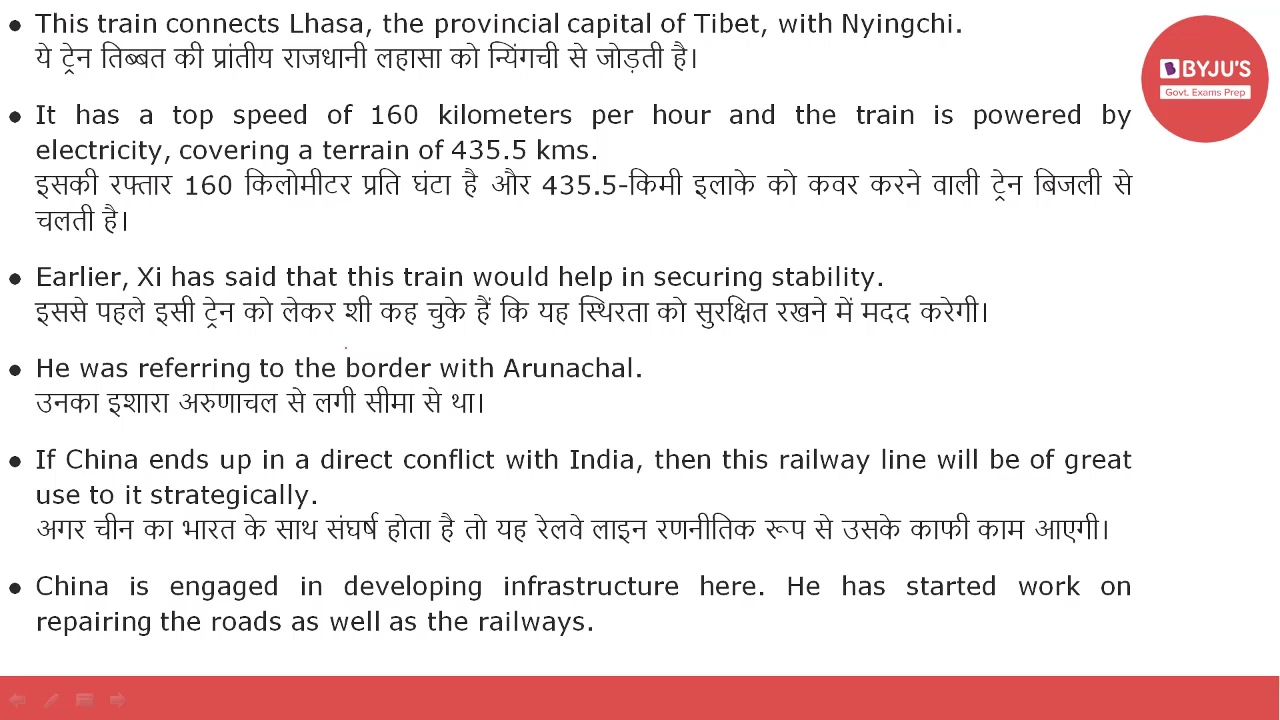 This train connects Lhasa, the provincial capital of Tibet, with Nyingchi.
ये ट्रेन तिब्बत की प्रांतीय राजधानी लहासा को न्यिंगची से जोड़ती है।
It has a top speed of 160 kilometers per hour and the train is powered by
electricity, covering a terrain of 435.5 kms.
इसकी रफ्तार 160 किलोमीटर प्रति घंटा है और 435.5-किमी इलाके को कवर करने वाली ट्रेन बिजली से
चलती है।
Earlier, Xi has said that this train would help in securing stability.
इससे पहले इसी ट्रेन को लेकर शी कह चुके हैं कि यह स्थिरता को सुरक्षित रखने में मदद करेगी।
He was referring to the border with Arunachal.
उनका इशारा अरुणाचल से लगी सीमा से था।
If China ends up in a direct conflict with India, then this railway line will be of great
use to it strategically.
अगर चीन का भारत के साथ संघर्ष होता है तो यह रेलवे लाइन रणनीतिक रूप से उसके काफी काम आएगी।
China is engaged in developing infrastructure here. He has started work on
repairing the roads as well as the railways.
BYJU'S
Govt. Exams Prep